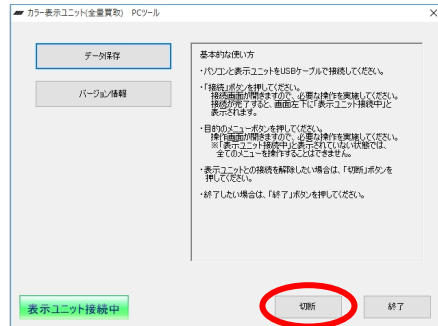 カラー表示ユニット(全量買取) PCツール
データ保存
バージョン情報
基本的な使い方
・パソコンと表示ユニットをUSBケーブルで接続してください。
・「接続」ボタンを押してください。
接続画面が開きますので、必要な操作を実施してください。
接続が完了すると、画面左下に「表示ユニット接続中」と
表示されます。
・目的のメニューボタンを押してください。
操作画面が開きますので、必要な操作を実施してください。
※「表示ユニット接続中」と表示されていない状態では、
全てのメニューを操作することはできません。
・表示ユニットとの接続を解除したい場合は、「切断」ボタンを
押してください。
・終了したい場合は、「終了」ボタンを押してください。
表示ユニット接続中
切断
終了